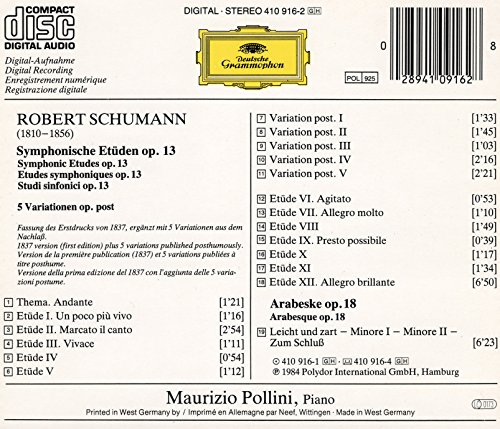 COMPACT
disc
DIGITAL AUDIO
DIGITAL · STEREO 410 916-2 GH
Digital-Aufnahme
Digital Recording
Enregistrement numérique
Registrazione digitale
Deutsche
Grammophon
POL 925
0
28941 09162
8
ROBERT SCHUMANN
(1810–1856)
Symphonische Etüden op. 13
Symphonic Etudes op. 13
Etudes symphoniques op. 13
Studi sinfonici op. 13
5 Variationen op. post
Fassung des Erstdrucks von 1837, ergänzt mit 5 Variationen aus dem
Nachlaß.
1837 version (first edition) plus 5 variations published posthumously.
Version de la première publication (1837) et 5 variations publiées à
titre posthume.
Versione della prima edizione del 1837 con l'aggiunta delle 5 varia-
zioni postume.
1 Thema. Andante [1'21]
2 Etüde I. Un poco più vivo [1'16]
3 Etüde II. Marcato il canto [2'54]
4 Etüde III. Vivace [1'11]
5 Etüde IV [0'54]
6 Etüde V [1'12]
7 Variation post. I [1'33]
8 Variation post. II [1'45]
9 Variation post. III [1'03]
10 Variation post. IV [2'16]
11 Variation post. V [2'21]
12 Etüde VI. Agitato [0'53]
13 Etüde VII. Allegro molto [1'10]
14 Etüde VIII [1'49]
15 Etüde IX. Presto possibile [0'39]
16 Etüde X [1'17]
17 Etüde XI [1'34]
18 Etüde XII. Allegro brillante [6'50]
Arabeske op. 18
Arabesque op. 18
19 Leicht und zart – Minore I – Minore II –
Zum Schluß [6'23]
410 916-1 GH · 410 916-4 GH
℗ 1984 Polydor International GmbH, Hamburg
Maurizio Pollini, Piano
Printed in West Germany by / Imprimé en Allemagne par Neef, Wittingen · Made in West Germany